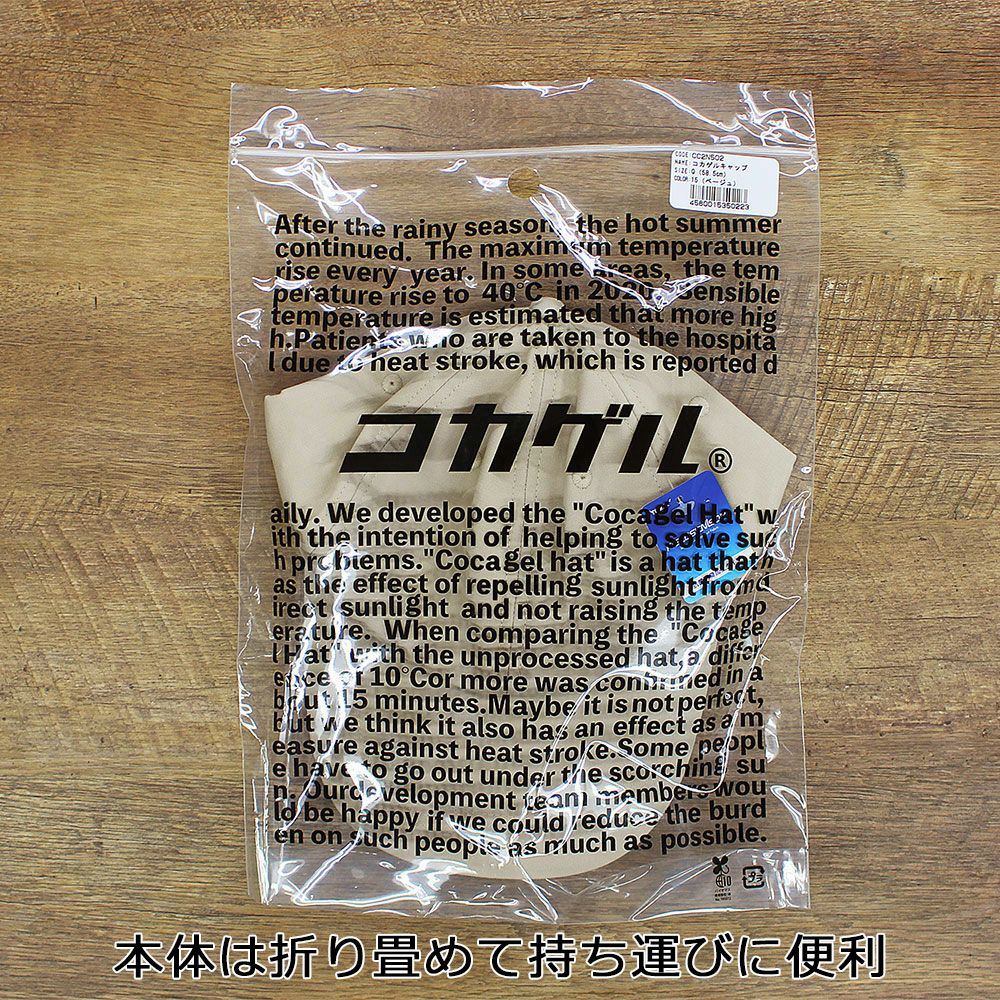 CODE:CC2N502
NAME:コカゲルキャップ
SIZE:Q (58.5cm)
COLOR:15 (ベージュ)
4580015350223
After the rainy season, the hot summer
continued. The maximum temperature
rise every year. In some areas, the tem
perature rise to 40°C in 2020. Sensible
temperature is estimated that more hig
h.Patients who are taken to the hospita
l due to heat stroke, which is reported d
コカゲル®
aily. We developed the "Cocagel Hat"w
ith the intention of helping to solve suc
h problems. "Cocagel hat" is a hat that h
as the effect of repelling sunlight from d
irect sunlight and not raising the temp
erature. When comparing the "Cocage
l Hat" with the unprocessed hat,a differ
ence of 10°C or more was confirmed in a
bout 15 minutes.Maybe it is not perfect,
but we think it also has an effect as a m
easure against heat stroke.Some peopl
e have to go out under the scorching su
n. Our development team members wou
ld be happy if we could reduce the burd
en on such people as much as possible.
10
プラ
本体は折り畳めて持ち運びに便利